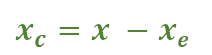 x_c = x − x_e